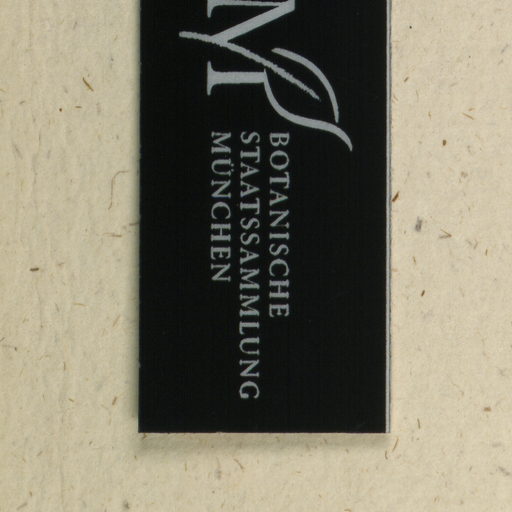 M
BOTANISCHE
STAATSSAMMLUNG
MÜNCHEN